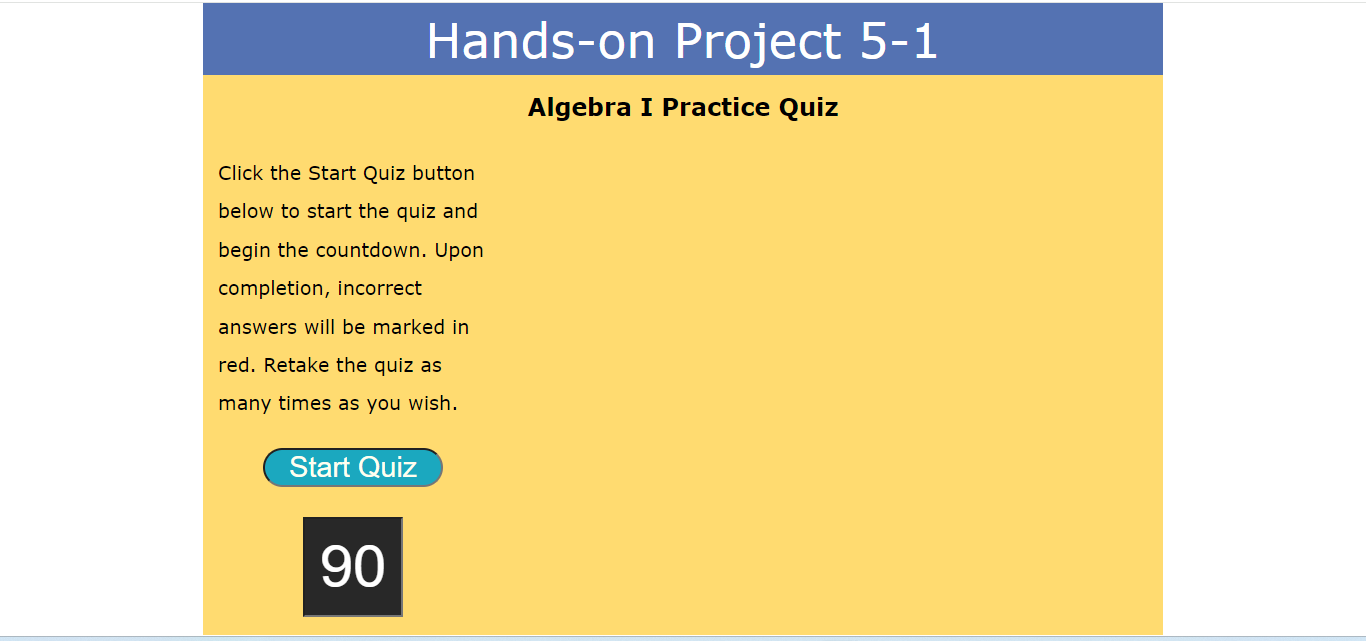 Hands-on Project 5-1
Algebra I Practice Quiz
Click the Start Quiz button
below to start the quiz and
begin the countdown. Upon
completion, incorrect
answers will be marked in
red. Retake the quiz as
many times as you wish.
Start Quiz
90